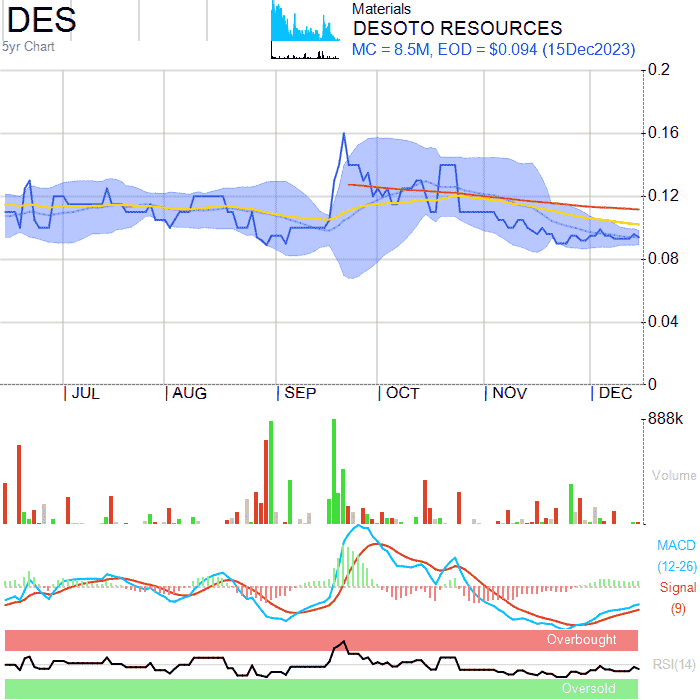 DES
5yr Chart
Materials
DESOTO RESOURCES
MC = 8.5M, EOD = $0.094 (15Dec2023)
0.2
0.16
0.12
0.08
0.04
0
JUL AUG SEP OCT NOV DEC
888k
Volume
MACD
(12-26)
Signal
(9)
Overbought
RSI(14)
Oversold